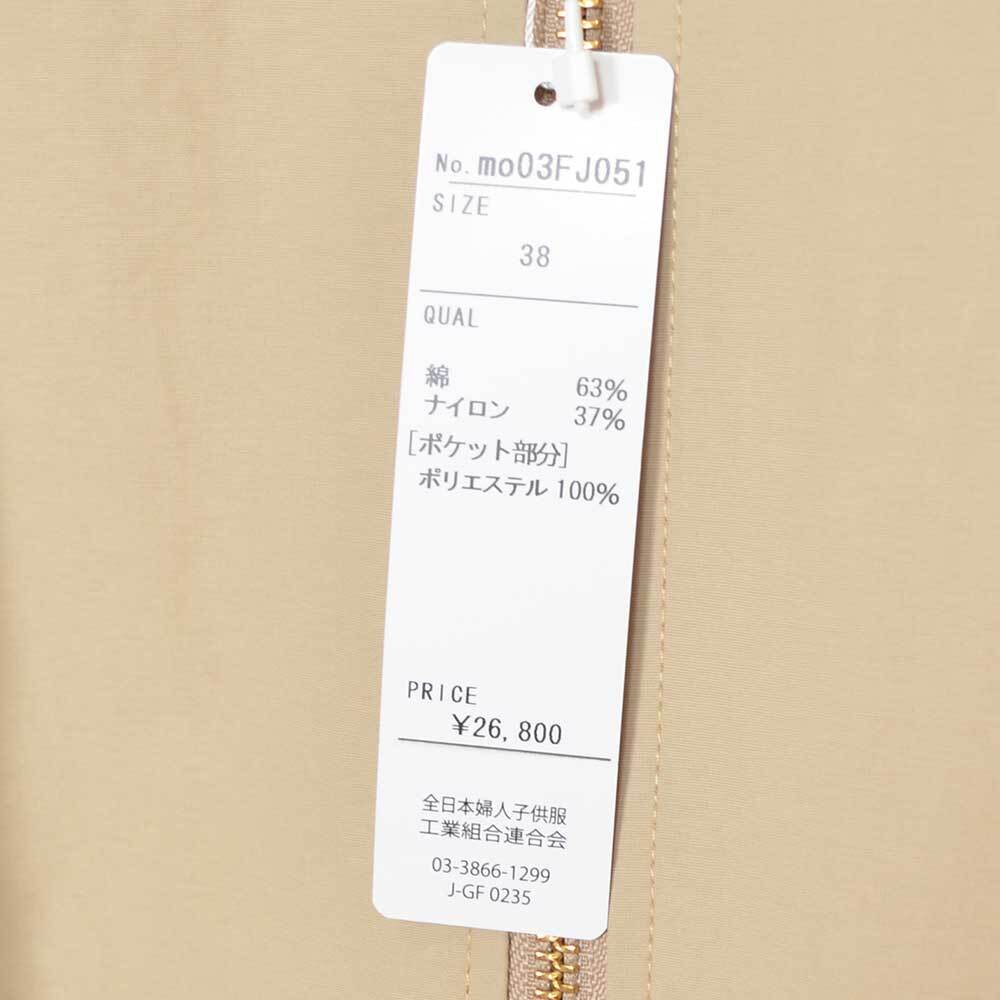 No. mo03FJ051
SIZE
38
QUAL
綿 63%
ナイロン 37%
[ポケット部分]
ポリエステル 100%
PRICE
¥26,800
全日本婦人子供服
工業組合連合会
03-3866-1299
J-GF 0235